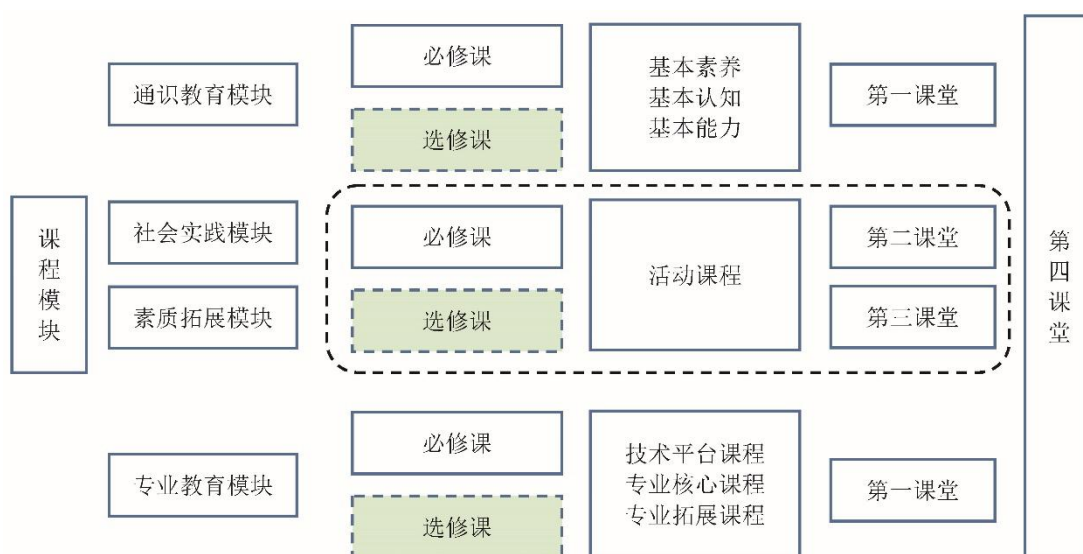 课程模块
通识教育模块
必修课
选修课
基本素养
基本认知
基本能力
第一课堂
社会实践模块
素质拓展模块
必修课
选修课
活动课程
第二课堂
第三课堂
专业教育模块
必修课
选修课
技术平台课程
专业核心课程
专业拓展课程
第一课堂
第四课堂